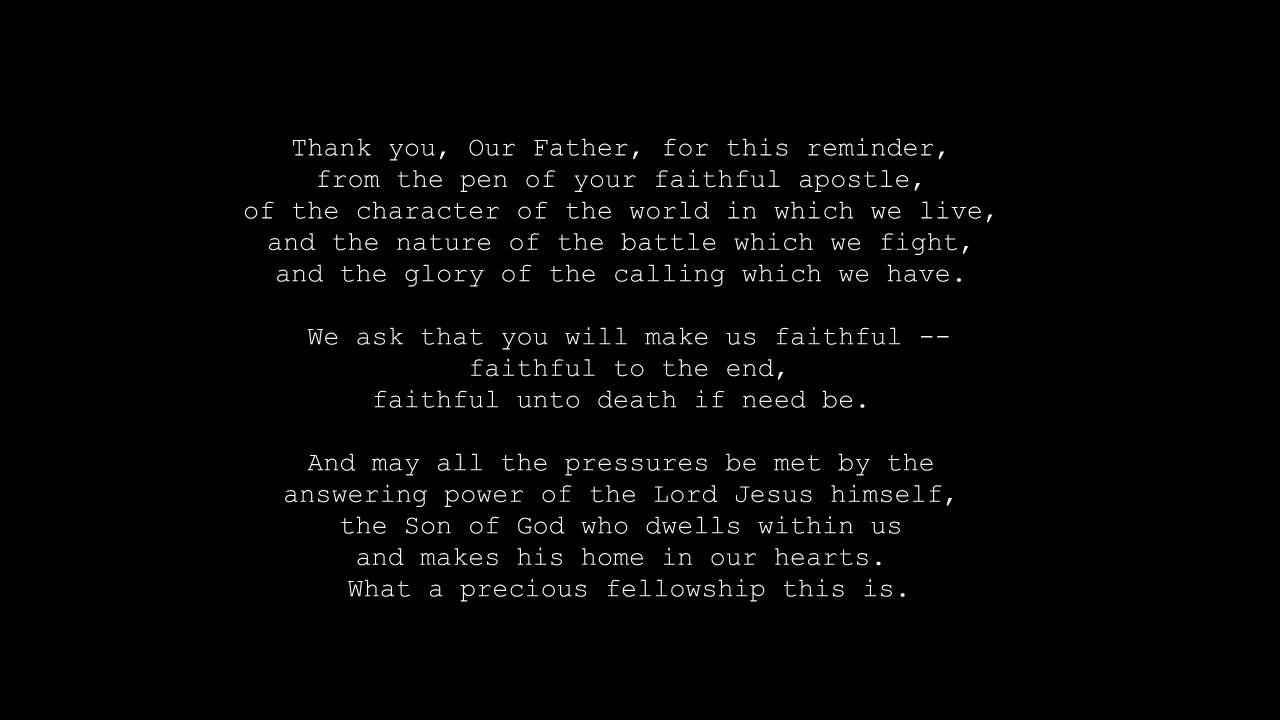 Thank you, Our Father, for this reminder,
from the pen of your faithful apostle,
of the character of the world in which we live,
and the nature of the battle which we fight,
and the glory of the calling which we have.
We ask that you will make us faithful --
faithful to the end,
faithful unto death if need be.
And may all the pressures be met by the
answering power of the Lord Jesus himself,
the Son of God who dwells within us
and makes his home in our hearts.
What a precious fellowship this is.